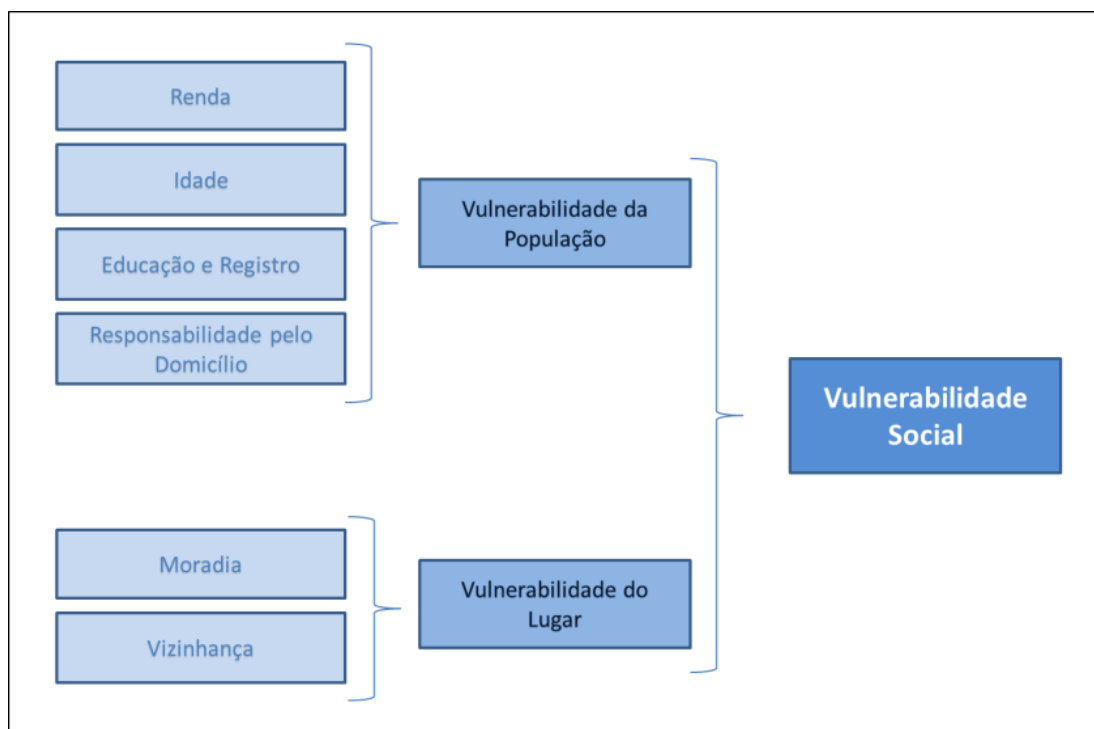 Renda
Idade
Educação e Registro
Responsabilidade pelo
Domicílio
Vulnerabilidade da
População
Moradia
Vizinhança
Vulnerabilidade do
Lugar
Vulnerabilidade
Social